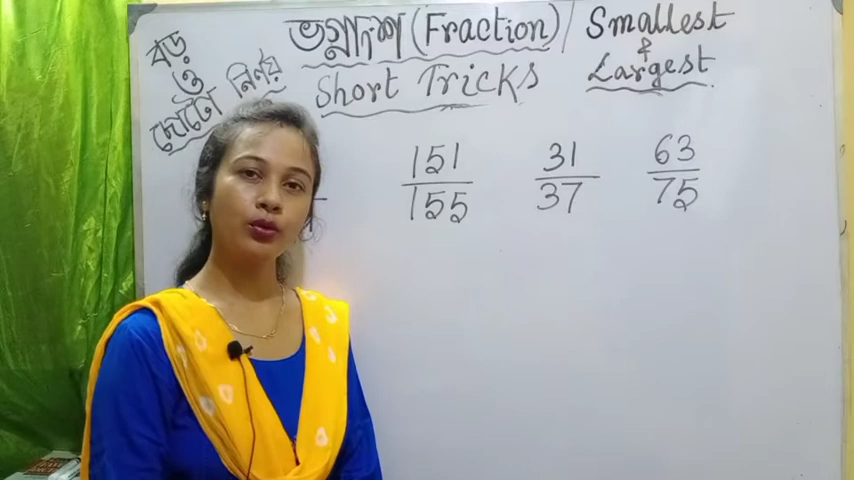 ভগ্নাংশ (Fraction) / Smallest
বড়
ও
ছোটো নির্ণয়
Short Tricks
&
Largest
151/155 31/37 63/75